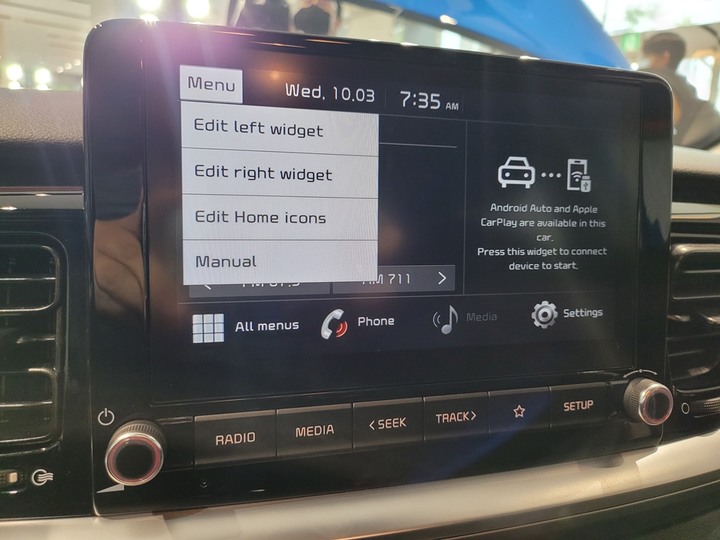 Menu
Wed, 10.03
7:35 AM
Edit left widget
Edit right widget
Edit Home icons
Manual
AM 711
Android Auto and Apple
CarPlay are available in this
car.
Press this widget to connect
device to start.
All menus
Phone
Media
Settings
RADIO
MEDIA
SEEK
TRACK
SETUP